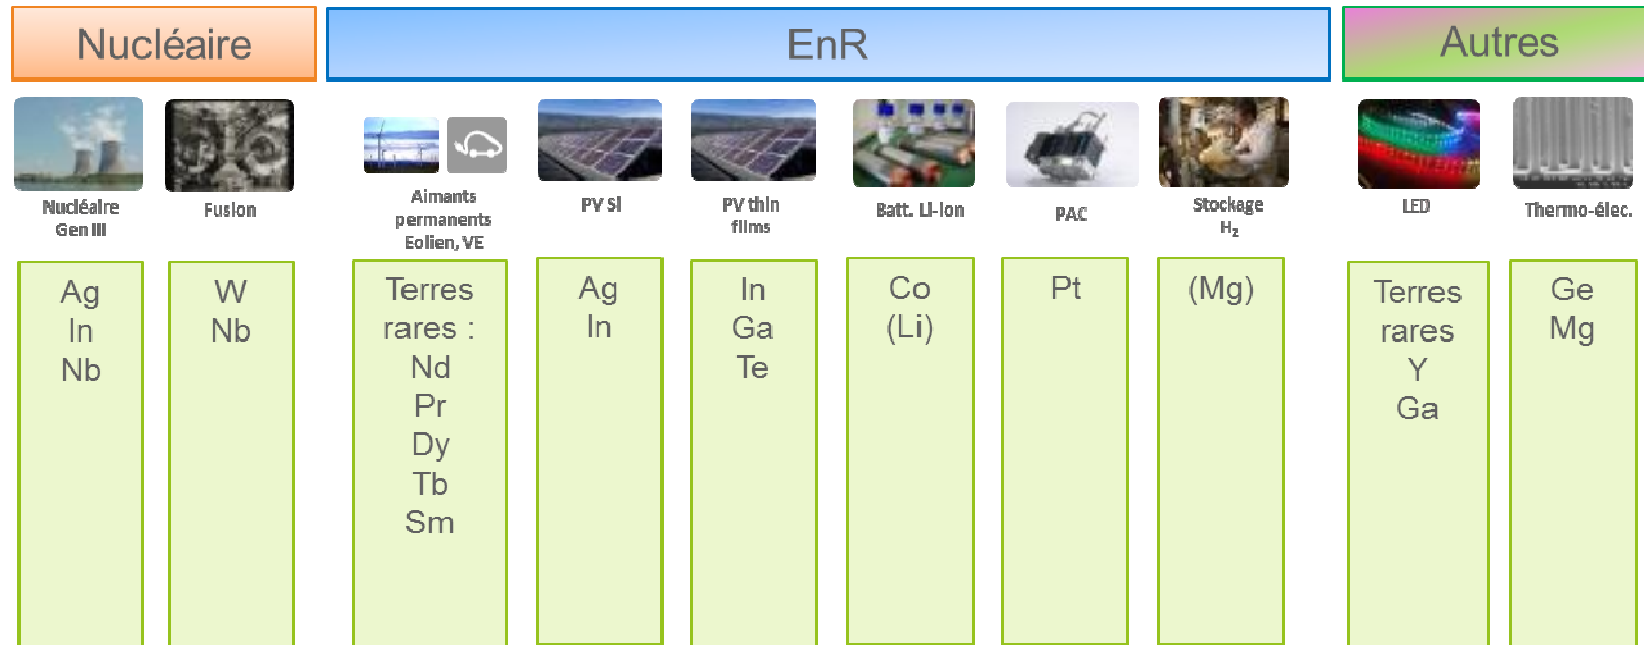 Nucléaire
EnR
Autres
Nucléaire
Gen III
Fusion
Aimants
permanents
Eolien, VE
PV Si
PV thin
films
Batt. Li-Ion
PAC
Stockage
H₂
LED
Thermo-élec.
Ag
In
Nb
W
Nb
Terres
rares :
Nd
Pr
Dy
Tb
Sm
Ag
In
In
Ga
Te
Co
(Li)
Pt
(Mg)
Terres
rares
Y
Ga
Ge
Mg